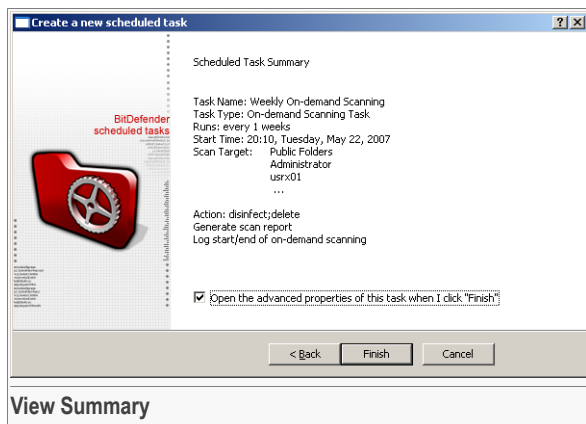 Create a new scheduled task
BitDefender
scheduled tasks
Scheduled Task Summary
Task Name: Weekly On-demand Scanning
Task Type: On-demand Scanning Task
Runs: every 1 weeks
Start Time: 20:10, Tuesday, May 22, 2007
Scan Target: Public Folders
Administrator
usrx01
...
Action: disinfect;delete
Generate scan report
Log start/end of on-demand scanning
Open the advanced properties of this task when I click "Finish"
< Back Finish Cancel
View Summary